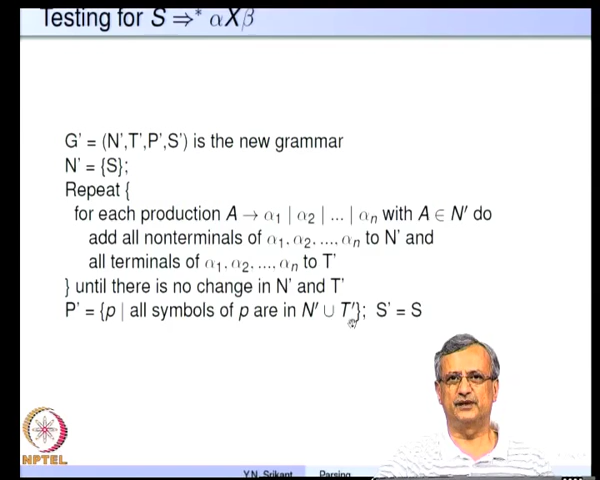 Testing for S ⇒* αXβ
G' = (N',T',P',S') is the new grammar
N' = {S};
Repeat {
for each production A → α1 | α2 | ... | αn with A ∈ N' do
add all nonterminals of α1, α2, ...., αn to N' and
all terminals of α1, α2, ...., αn to T'
} until there is no change in N' and T'
P' = {p | all symbols of p are in N' ∪ T'}; S' = S
NPTEL
Y.N. Srikant Parsing